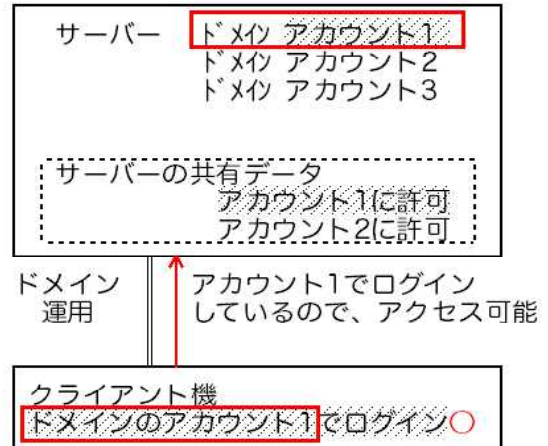 サーバー ドメイン アカウント1
ドメイン アカウント2
ドメイン アカウント3
サーバーの共有データ
アカウント1に許可
アカウント2に許可
ドメイン
運用
アカウント1でログイン
しているので、アクセス可能
クライアント機
ドメインのアカウント1でログイン○